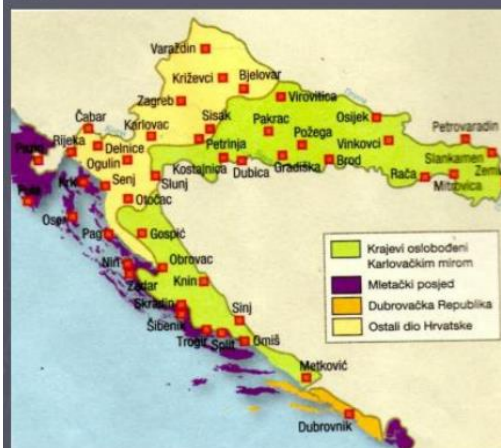 Varaždin
Križevci
Bjelovar
Zagreb
Sisak
Virovitica
Osijek
Čabar
Karlovac
Petrinja
Pakrac
Požega
Vinkovci
Petrovaradin
Rijeka
Delnice
Ogulin
Kostajnica
Dubica
Gradiška
Brod
Slankamen
Rača
Mitrovica
Krk
Senj
Slunj
Otočac
Pag
Gospić
Nin
Obrovac
Zadar
Knin
Skradin
Šibenik
Sinj
Trogir
Split
Omiš
Metković
Dubrovnik
Krajevi oslobođeni
Karlovačkim mirom
Mletački posjed
Dubrovačka Republika
Ostali dio Hrvatske